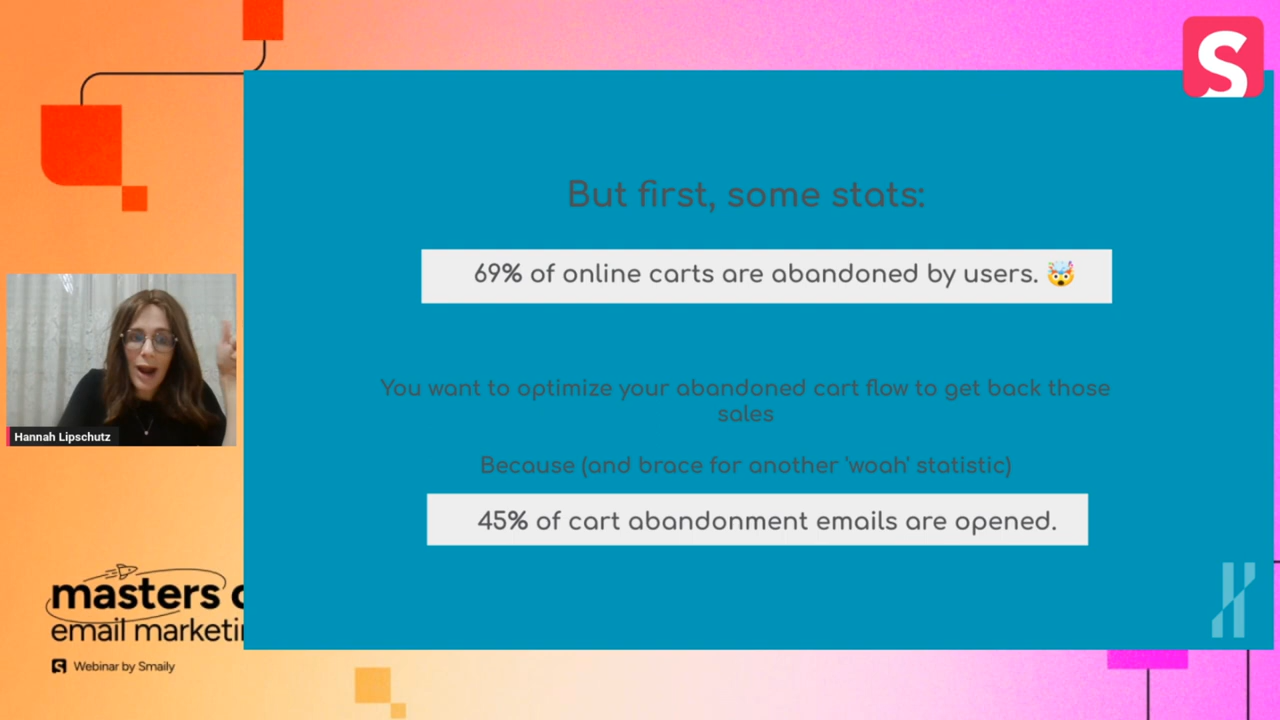 But first, some stats:
69% of online carts are abandoned by users. 🤯
You want to optimize your abandoned cart flow to get back those
sales
Because (and brace for another 'woah' statistic)
45% of cart abandonment emails are opened.
Hannah Lipschutz
masters
email
Webinar by Smaily